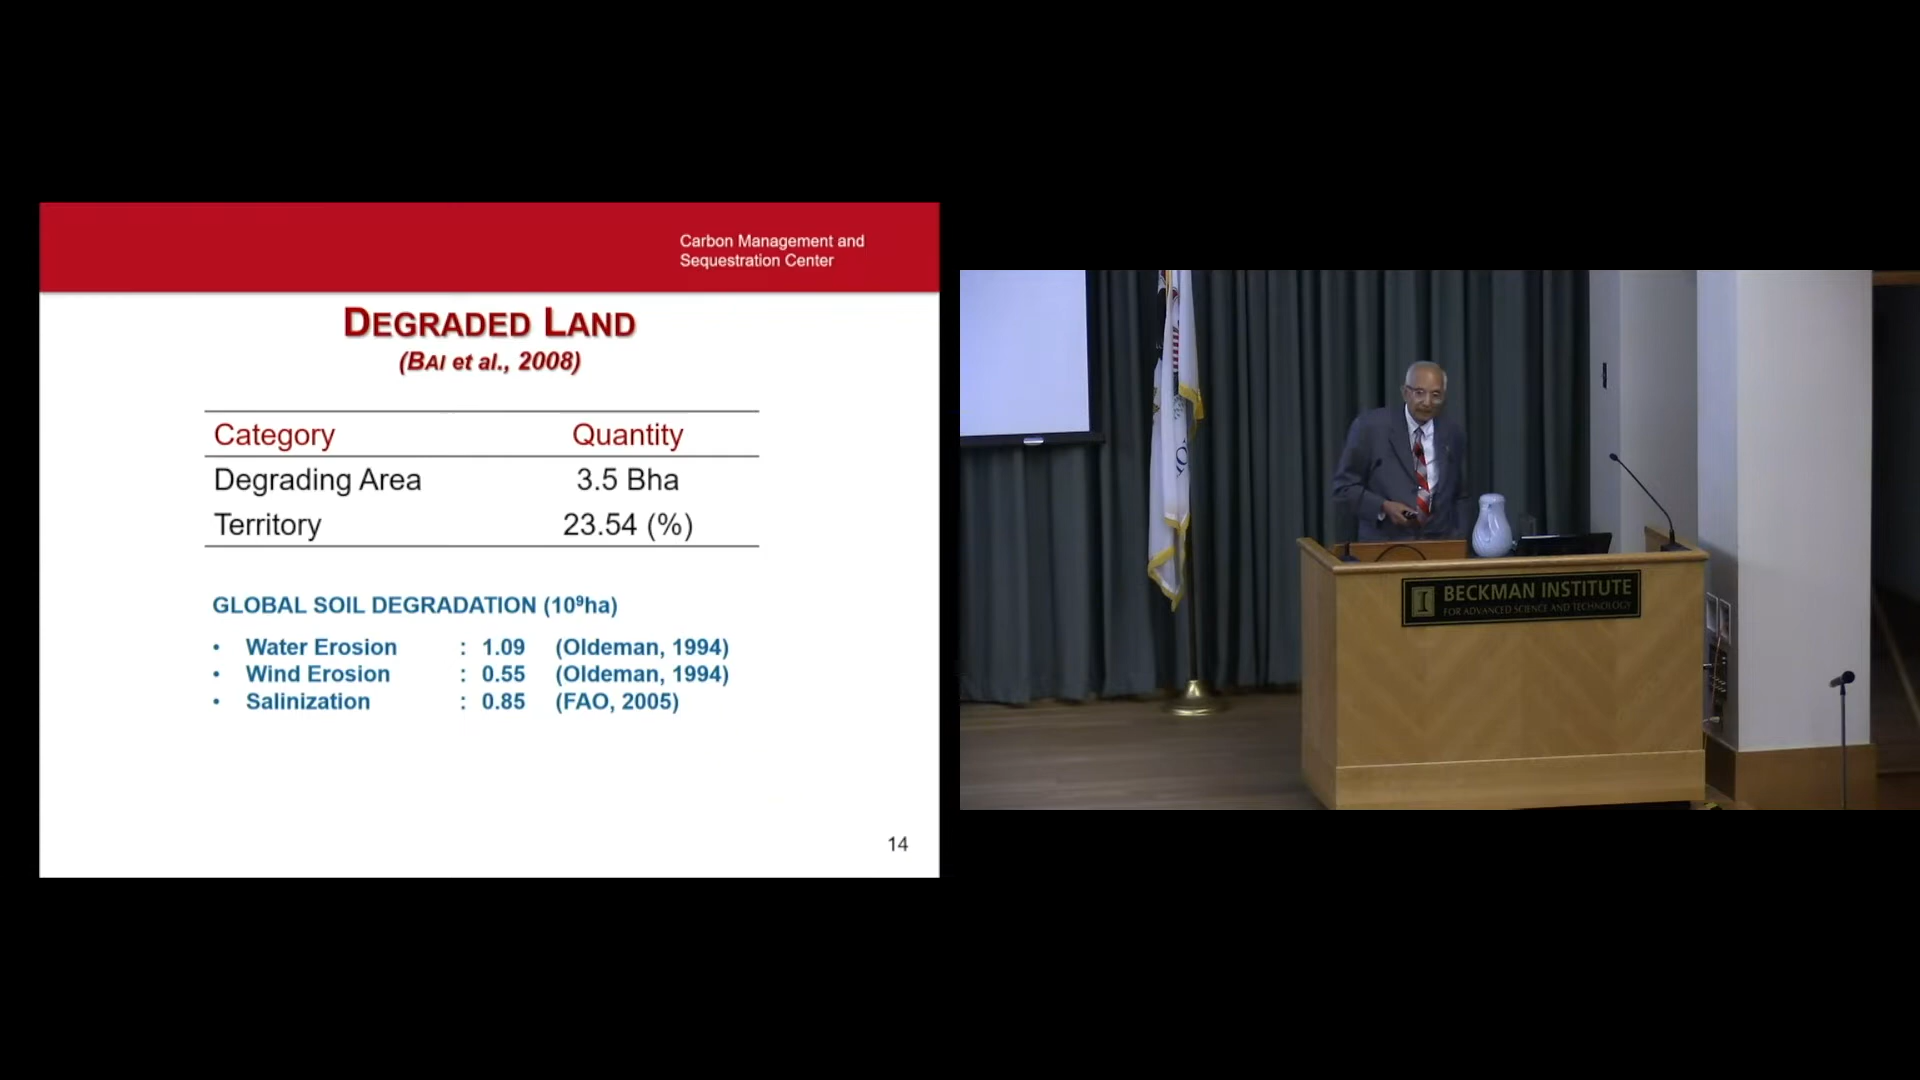 Carbon Management and
Sequestration Center
DEGRADED LAND
(BAI et al., 2008)
Category Quantity
Degrading Area 3.5 Bha
Territory 23.54 (%)
GLOBAL SOIL DEGRADATION (10⁹ha)
• Water Erosion : 1.09 (Oldeman, 1994)
• Wind Erosion : 0.55 (Oldeman, 1994)
• Salinization : 0.85 (FAO, 2005)
14
I BECKMAN INSTITUTE
FOR ADVANCED SCIENCE AND TECHNOLOGY